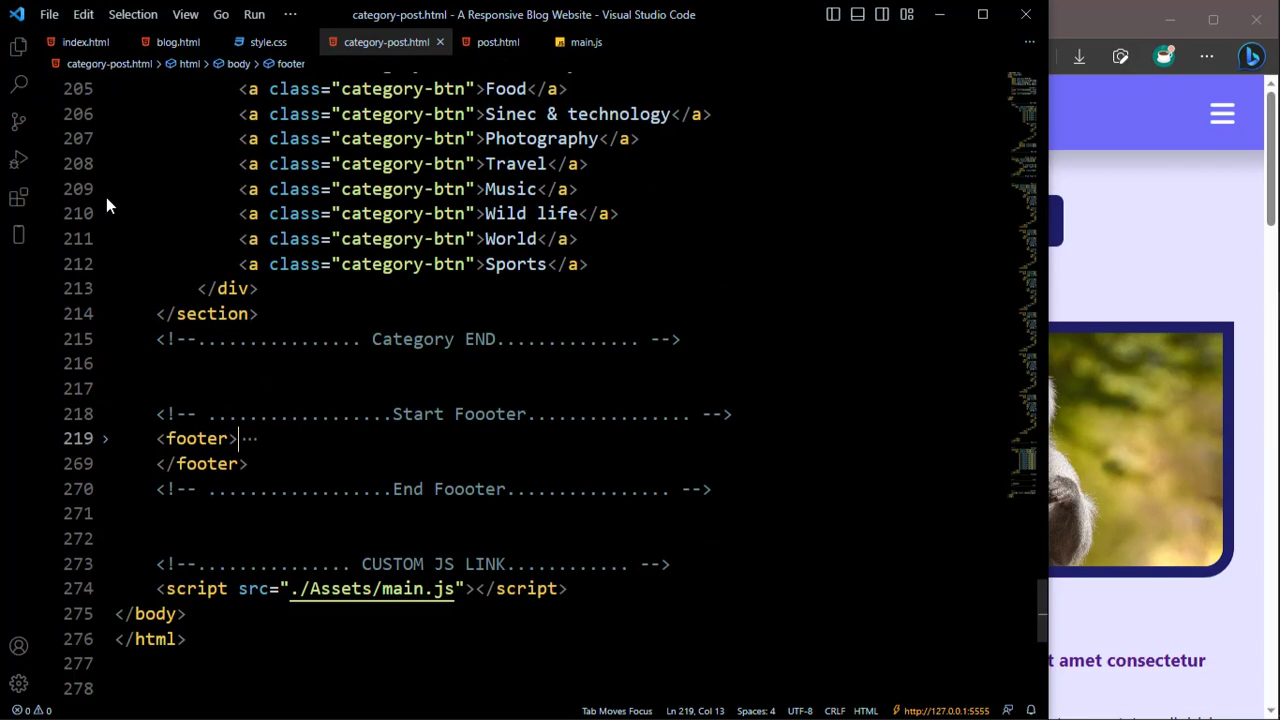 File Edit Selection View Go Run ··· category-post.html - A Responsive Blog Website - Visual Studio Code
index.html blog.html style.css category-post.html × post.html main.js
category-post.html > html > body > footer
205 <a class="category-btn">Food</a>
206 <a class="category-btn">Sinec & technology</a>
207 <a class="category-btn">Photography</a>
208 <a class="category-btn">Travel</a>
209 <a class="category-btn">Music</a>
210 <a class="category-btn">Wild life</a>
211 <a class="category-btn">World</a>
212 <a class="category-btn">Sports</a>
213 </div>
214 </section>
215 <!--................ Category END.............. -->
216
217
218 <!-- ..................Start Foooter................ -->
219 <footer>···
269 </footer>
270 <!-- ..................End Foooter................ -->
271
272
273 <!--............... CUSTOM JS LINK............ -->
274 <script src="./Assets/main.js"></script>
275 </body>
276 </html>
277
278
t amet consectetur
0 0 Tab Moves Focus Ln 219, Col 13 Spaces: 4 UTF-8 CRLF HTML http://127.0.0.1:5555